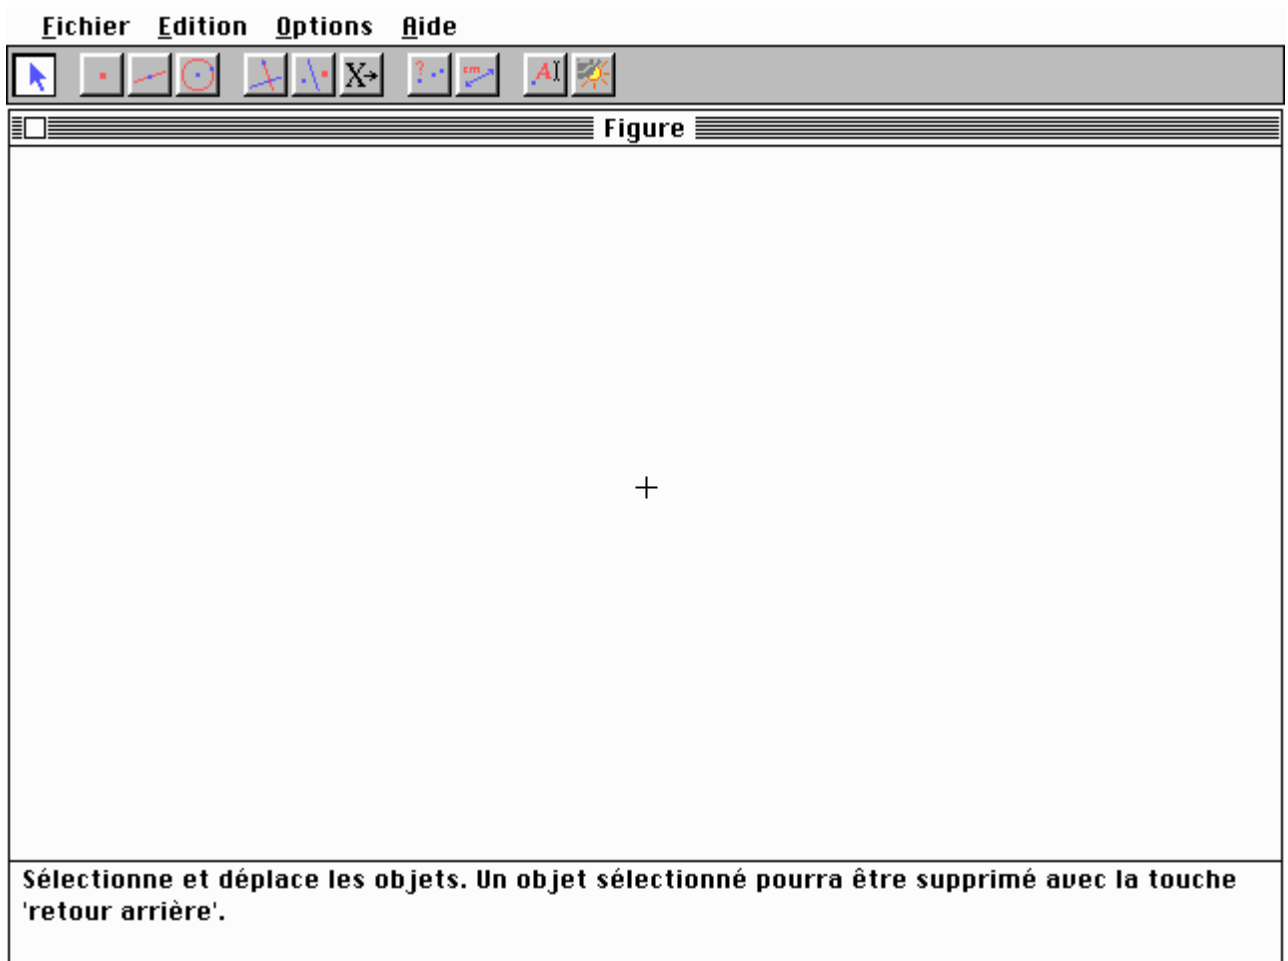 Fichier Edition Options Aide
X
?
cm
A
Figure
Sélectionne et déplace les objets. Un objet sélectionné pourra être supprimé avec la touche
'retour arrière'.